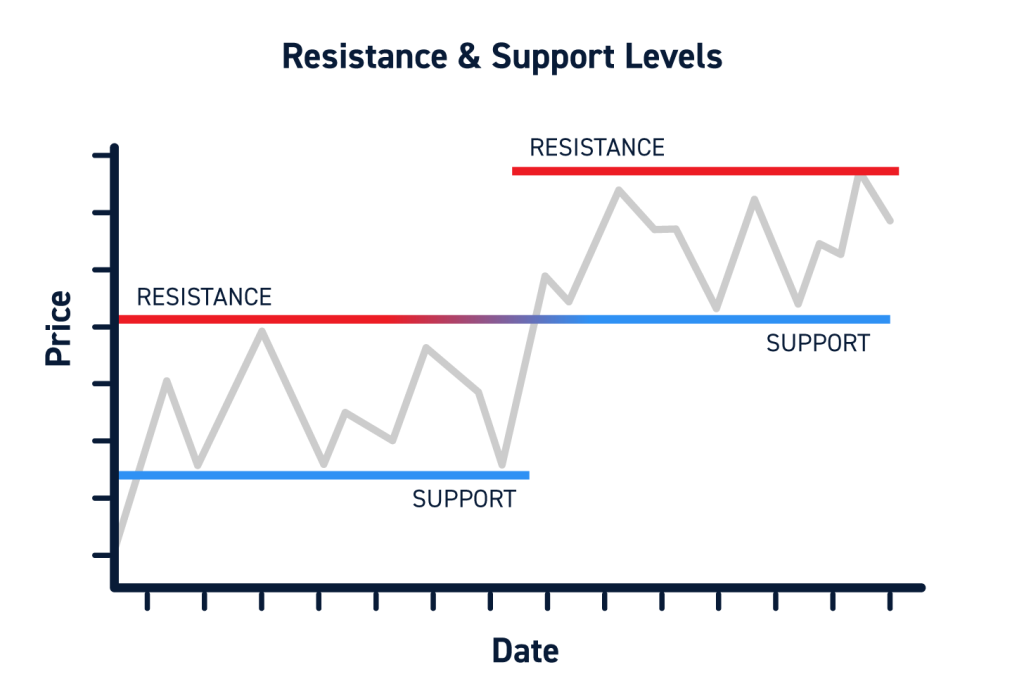 Resistance & Support Levels
RESISTANCE
RESISTANCE
Price
SUPPORT
SUPPORT
Date